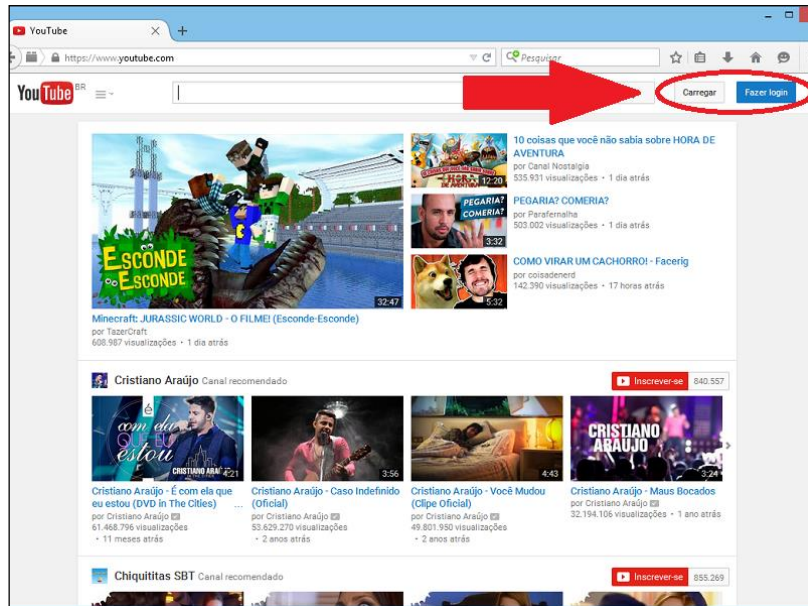 YouTube
https://www.youtube.com
Pesquisar
YouTube BR
Carregar
Fazer login
ESCONDE
ESCONDE
32:47
Minecraft: JURASSIC WORLD - O FILME! (Esconde-Esconde)
por TazerCraft
608.987 visualizações • 1 dia atrás
HORA
DE AVENTURA
12:20
10 coisas que você não sabia sobre HORA DE
AVENTURA
por Canal Nostalgia
535.931 visualizações • 1 dia atrás
PEGARIA?
COMERIA?
3:32
PEGARIA? COMERIA?
por Parafernalha
503.002 visualizações • 1 dia atrás
5:32
COMO VIRAR UM CACHORRO! - Facerig
por coisadenerd
142.390 visualizações • 17 horas atrás
Cristiano Araújo Canal recomendado
Inscrever-se 840.557
é
com ela
QUE EU
estou
CRISTIANO
4:21
Cristiano Araújo - É com ela que
eu estou (DVD in The Cities) ...
por Cristiano Araújo
61.468.796 visualizações
• 11 meses atrás
3:56
Cristiano Araújo - Caso Indefinido
(Oficial)
por Cristiano Araújo
53.629.270 visualizações
• 2 anos atrás
4:43
Cristiano Araújo - Você Mudou
(Clipe Oficial)
por Cristiano Araújo
49.801.950 visualizações
• 2 anos atrás
CRISTIANO
ARAÚJO
3:24
Cristiano Araújo - Maus Bocados
por Cristiano Araújo
32.194.106 visualizações • 1 ano atrás
Chiquititas SBT Canal recomendado
Inscrever-se 855.269